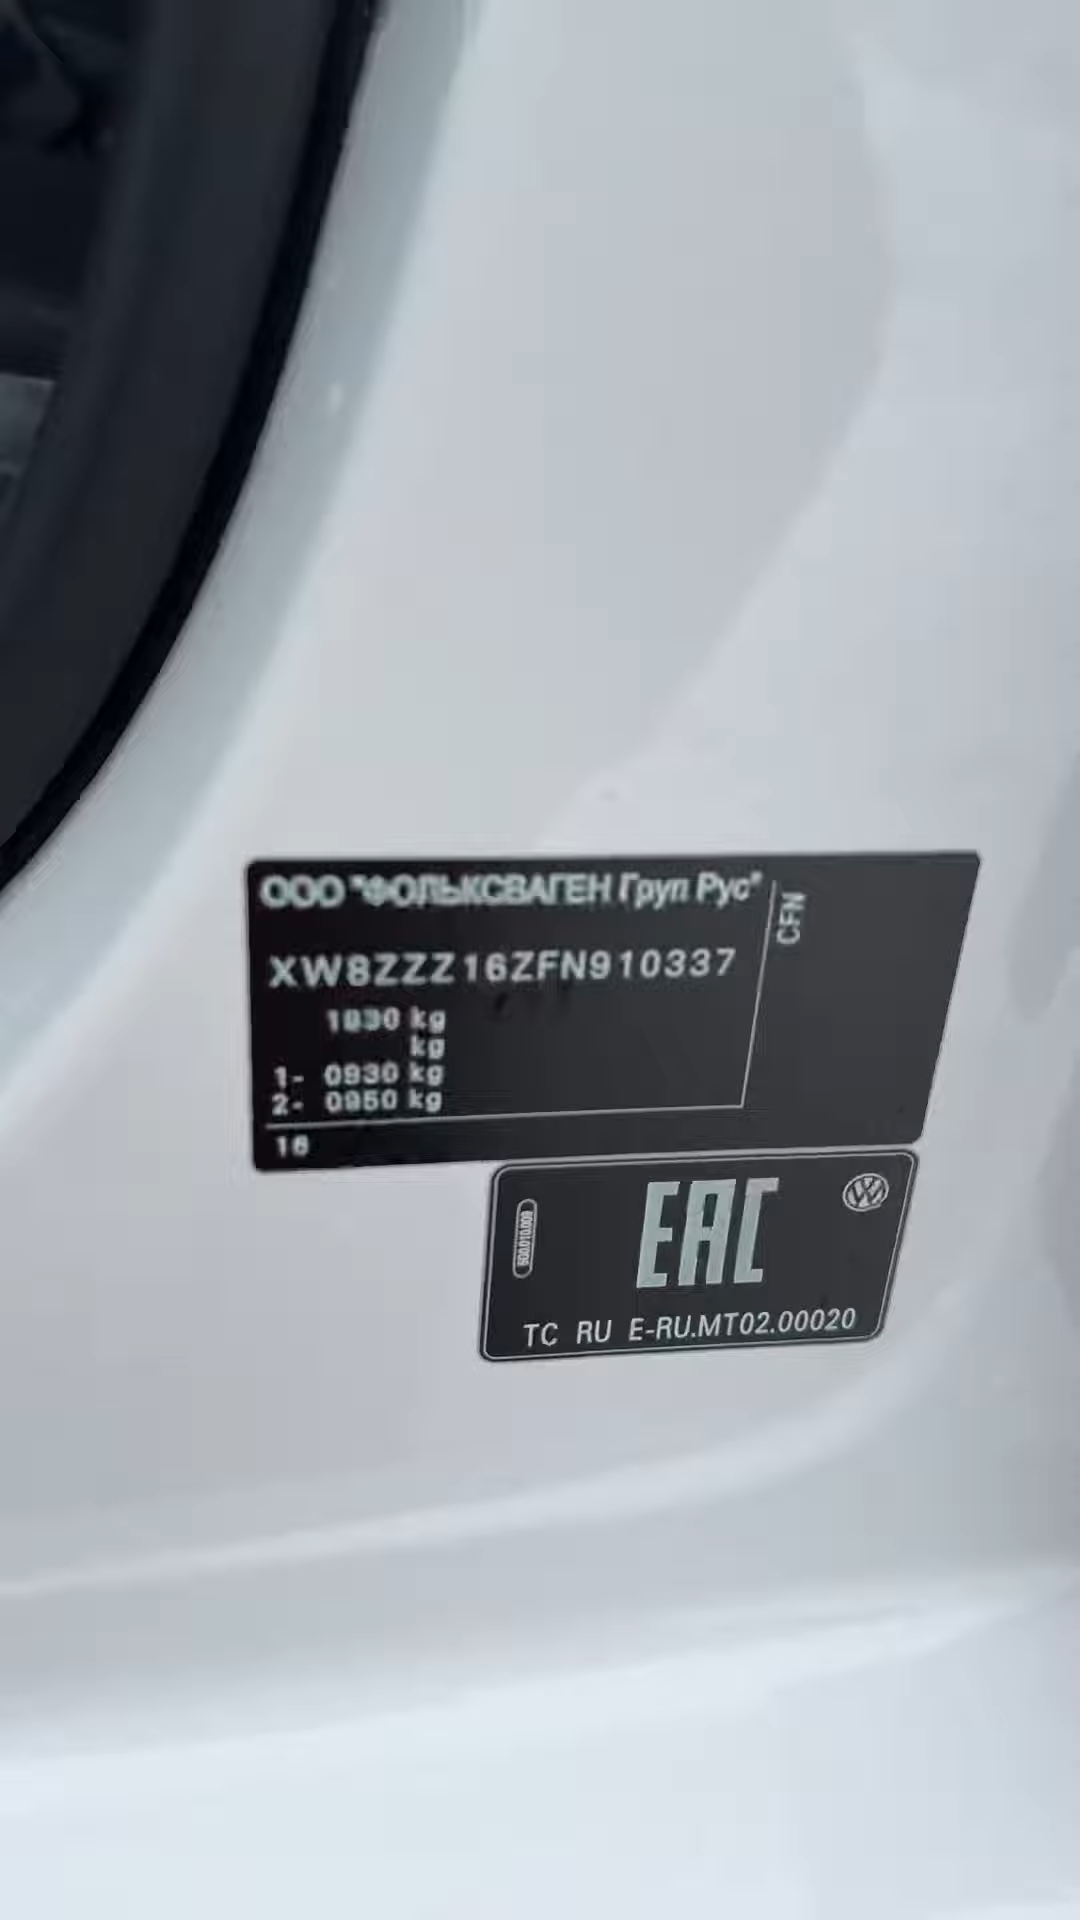 ООО "ФОЛЬКСВАГЕН Груп Рус"
CFN
XW8ZZZ16ZFN910337
kg
kg
1- 0930 kg
2- 0950 kg
16
EAC
TC RU E-RU.MT02.00020